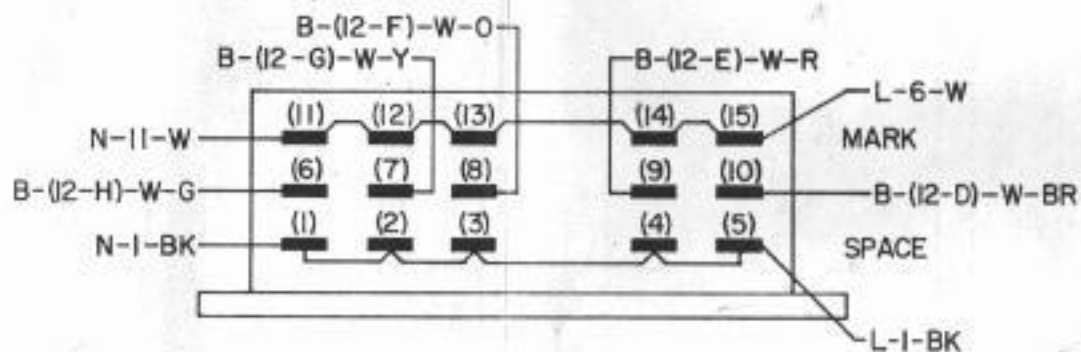 B-(12-F)-W-O
B-(12-G)-W-Y
B-(12-E)-W-R
L-6-W
(11) (12) (13) (14) (15)
N-11-W
MARK
(6) (7) (8) (9) (10)
B-(12-H)-W-G
B-(12-D)-W-BR
(1) (2) (3) (4) (5)
N-1-BK
SPACE
L-1-BK